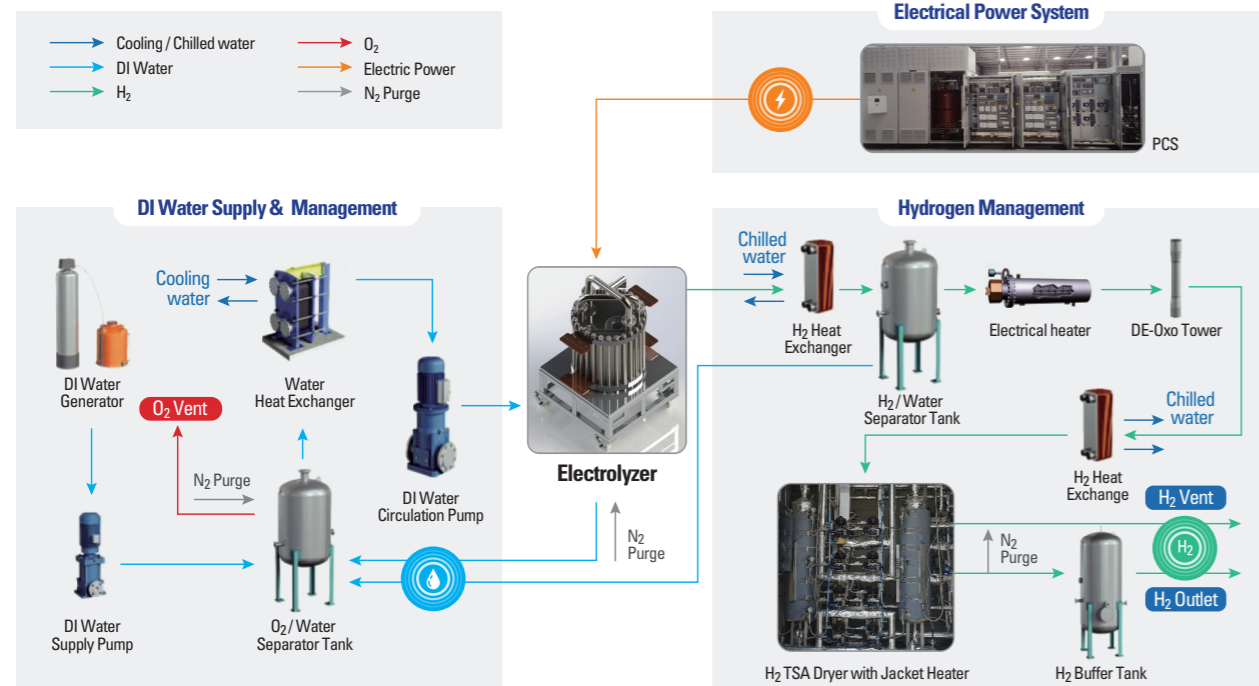 Cooling / Chilled water
DI Water
H2
O2
Electric Power
N2 Purge
Electrical Power System
PCS
DI Water Supply & Management
Cooling
water
DI Water
Generator
Water
Heat Exchanger
O2 Vent
N2 Purge
DI Water
Circulation Pump
DI Water
Supply Pump
O2 / Water
Separator Tank
Electrolyzer
N2
Purge
Hydrogen Management
Chilled
water
H2 Heat
Exchanger
H2 / Water
Separator Tank
Electrical heater
DE-Oxo Tower
Chilled
water
H2 Heat
Exchange
H2 TSA Dryer with Jacket Heater
N2
Purge
H2 Vent
H2
H2 Outlet
H2 Buffer Tank